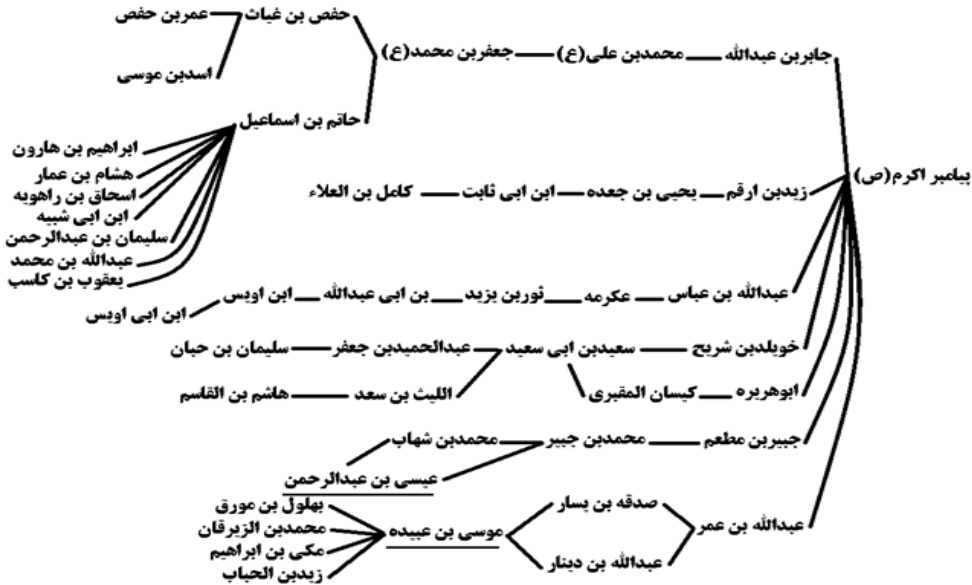 پیامبر اکرم(ص)
جابربن عبدالله
محمدبن علی(ع)
جعفربن محمد(ع)
حفص بن غیاث
عمربن حفص
اسدبن موسی
حاتم بن اسماعیل
ابراهیم بن هارون
هشام بن عمار
اسحاق بن راهویه
ابن ابی شیبه
سلیمان بن عبدالرحمن
عبدالله بن محمد
یعقوب بن کاسب
زیدبن ارقم
یحیی بن جعده
ابن ابی ثابت
کامل بن العلاء
عبدالله بن عباس
عکرمه
ثوربن یزید
بن ابی عبدالله
ابن اویس
ابن ابی اویس
خویلدبن شریح
سعیدبن ابی سعید
عبدالحمیدبن جعفر
سلیمان بن حبان
ابوهریره
کیسان المقبری
اللیث بن سعد
هاشم بن القاسم
جبیربن مطعم
محمدبن جبیر
محمدبن شهاب
عیسی بن عبدالرحمن
عبدالله بن عمر
صدقه بن یسار
عبدالله بن دینار
موسی بن عبیده
بهلول بن مورق
محمدبن الزیرقان
مکی بن ابراهیم
زیدبن الحباب